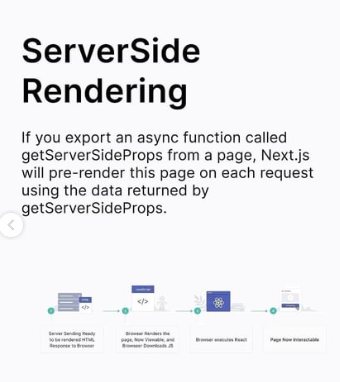 ServerSide
Rendering
If you export an async function called
getServerSideProps from a page, Next.js
will pre-render this page on each request
using the data returned by
getServerSideProps.
Server Sending Ready
to be rendered HTML
Response to Browser
Browser Renders the
page, Now Viewable, and
Browser Downloads JS
Browser executes React
Page Now Interactable